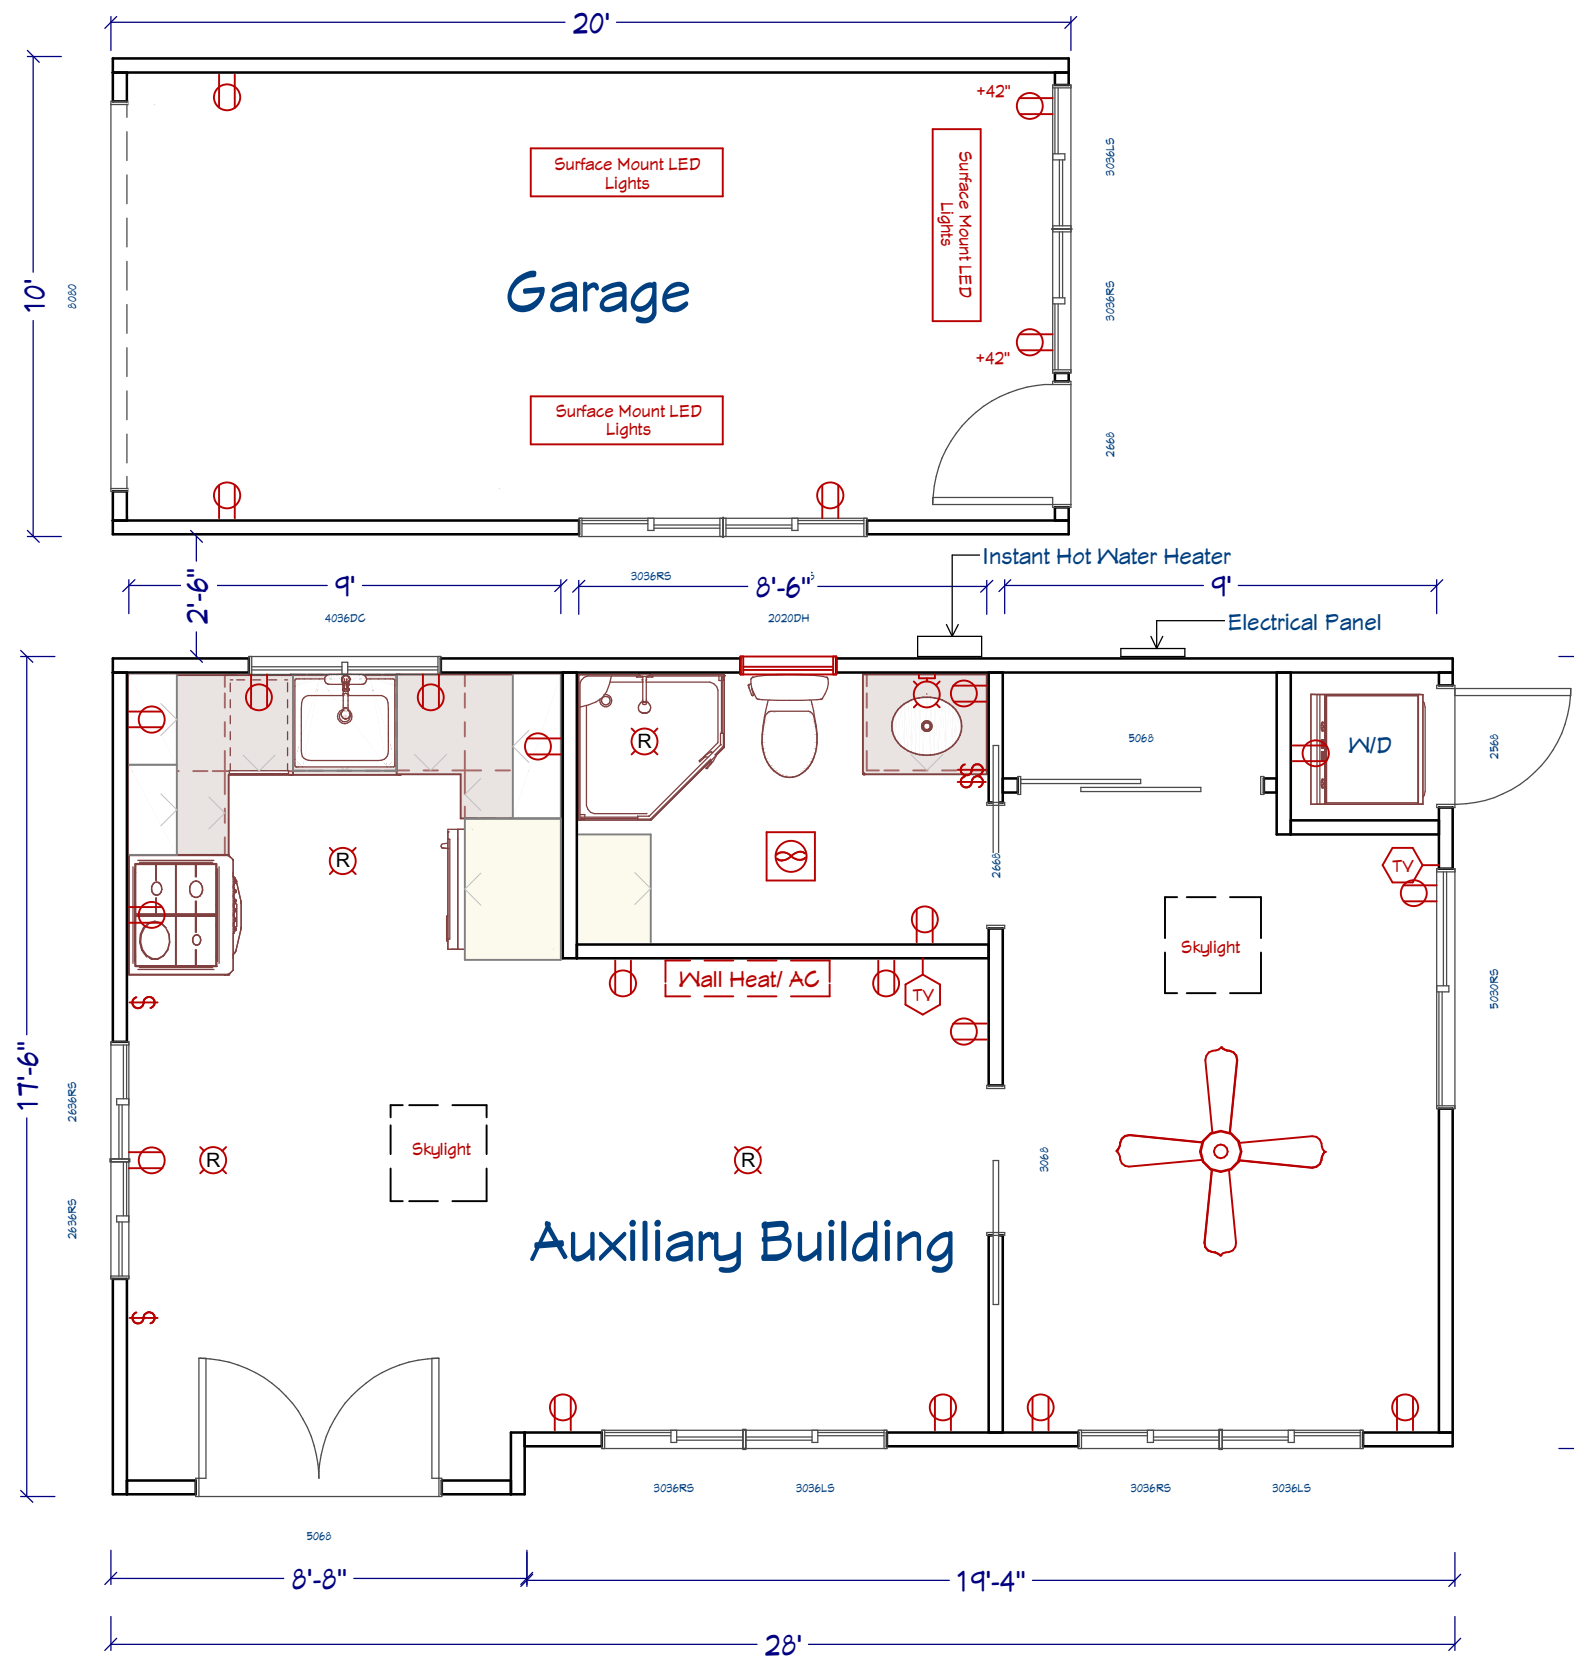 20'
+42"
Surface Mount LED
Lights
Surface Mount LED
Lights
3036LS
10'
8080
Garage
3036RS
+42"
Surface Mount LED
Lights
2668
Instant Hot Water Heater
2'-6"
9'
3036RS
8'-6"
9'
4036DC
2020DH
Electrical Panel
R
5068
W/D
2568
$$
R
2668
TV
Skylight
Wall Heat/ AC
TV
5030RS
$
17'-6"
2636RS
Skylight
R
R
3068
2636RS
Auxiliary Building
$
3036RS
3036LS
3036RS
3036LS
5068
8'-8"
19'-4"
28'